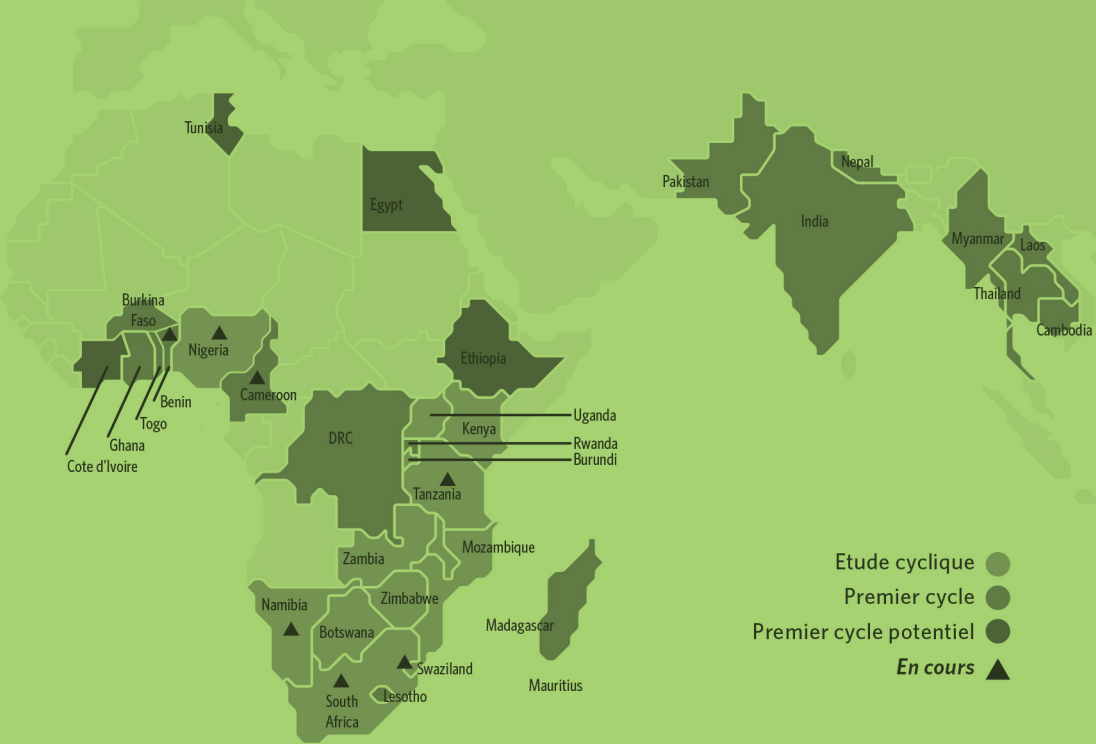 Tunisia
Egypt
Pakistan
Nepal
India
Myanmar
Laos
Thailand
Cambodia
Burkina
Faso
Nigeria
Ethiopia
Cameroon
Benin
Togo
Ghana
Cote d'Ivoire
DRC
Uganda
Kenya
Rwanda
Burundi
Tanzania
Mozambique
Zambia
Zimbabwe
Namibia
Botswana
Madagascar
Swaziland
Mauritius
Lesotho
South
Africa
Etude cyclique
Premier cycle
Premier cycle potentiel
En cours